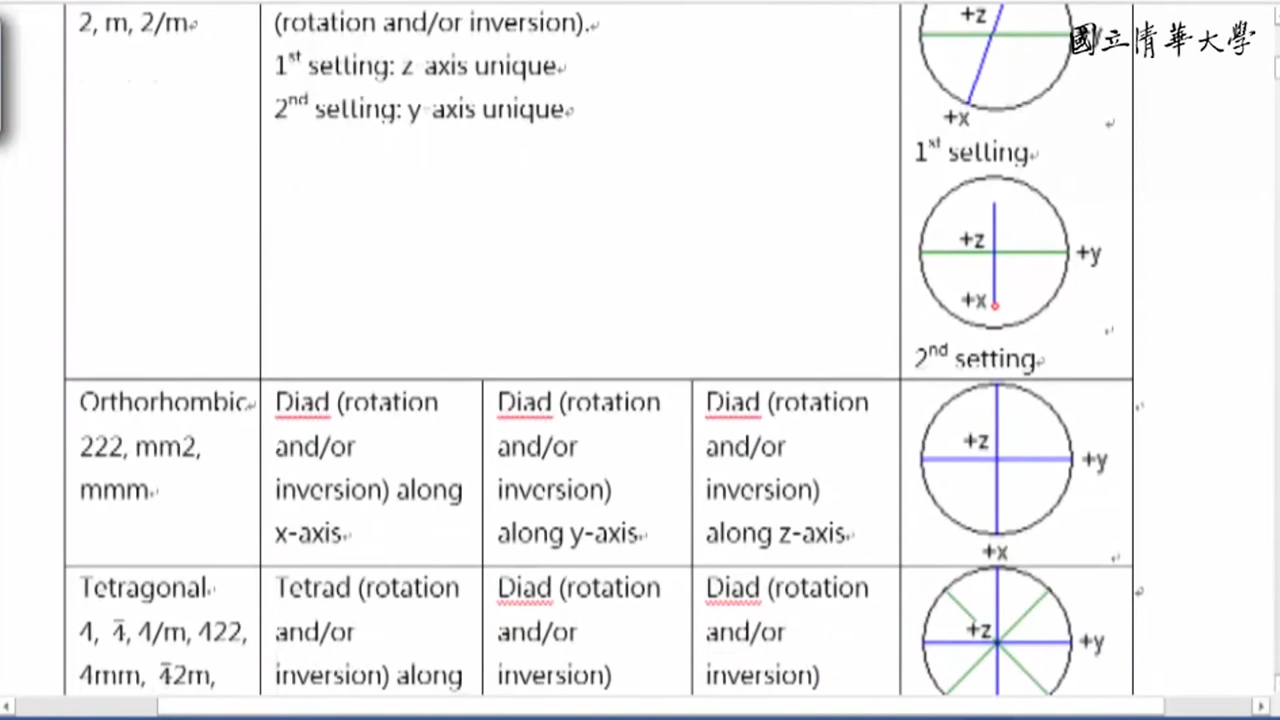 2, m, 2/m
(rotation and/or inversion).
1st setting: z axis unique
2nd setting: y-axis unique
+z
國立清華大學
+x
1st setting
+z
+y
+x
2nd setting
Orthorhombic
222, mm2,
mmm
Diad (rotation
and/or
inversion) along
x-axis
Diad (rotation
and/or
inversion)
along y-axis
Diad (rotation
and/or
inversion)
along z-axis
+z
+y
+x
Tetragonal
4, 4̄, 4/m, 422,
4mm, 4̄2m,
Tetrad (rotation
and/or
inversion) along
Diad (rotation
and/or
inversion)
Diad (rotation
and/or
inversion)
+z
+y